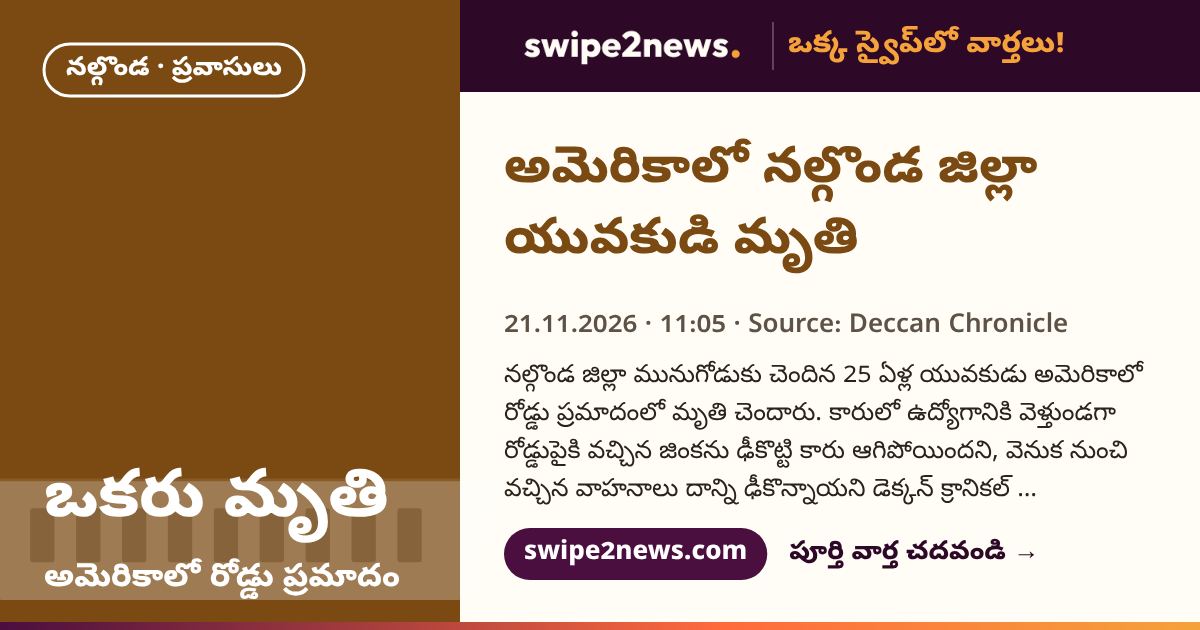 నల్గొండ · ప్రవాసులు
ఒకరు మృతి
అమెరికాలో రోడ్డు ప్రమాదం
swipe2news.
ఒక్క స్వైప్‌లో వార్తలు!
అమెరికాలో నల్గొండ జిల్లా
యువకుడి మృతి
21.11.2026 · 11:05 · Source: Deccan Chronicle
నల్గొండ జిల్లా మునుగోడుకు చెందిన 25 ఏళ్ల యువకుడు అమెరికాలో
రోడ్డు ప్రమాదంలో మృతి చెందారు. కారులో ఉద్యోగానికి వెళ్తుండగా
రోడ్డుపైకి వచ్చిన జింకను ఢీకొట్టి కారు ఆగిపోయిందని, వెనుక నుంచి
వచ్చిన వాహనాలు దాన్ని ఢీకొన్నాయని డెక్కన్ క్రానికల్ ...
swipe2news.com
పూర్తి వార్త చదవండి →